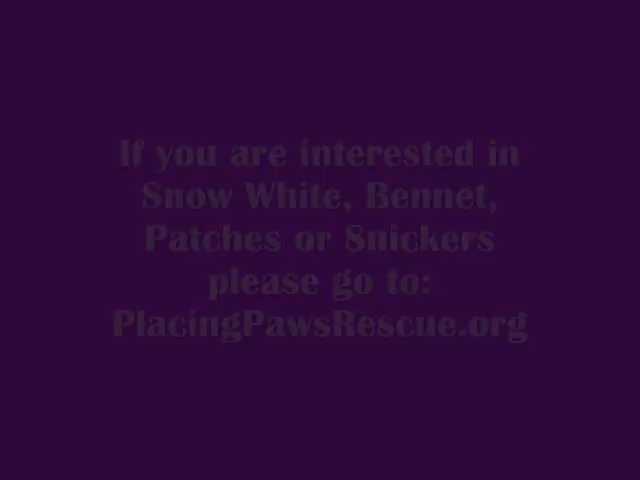 If you are interested in
Snow White, Bennet,
Patches or Snickers
please go to:
PlacingPawsRescue.org